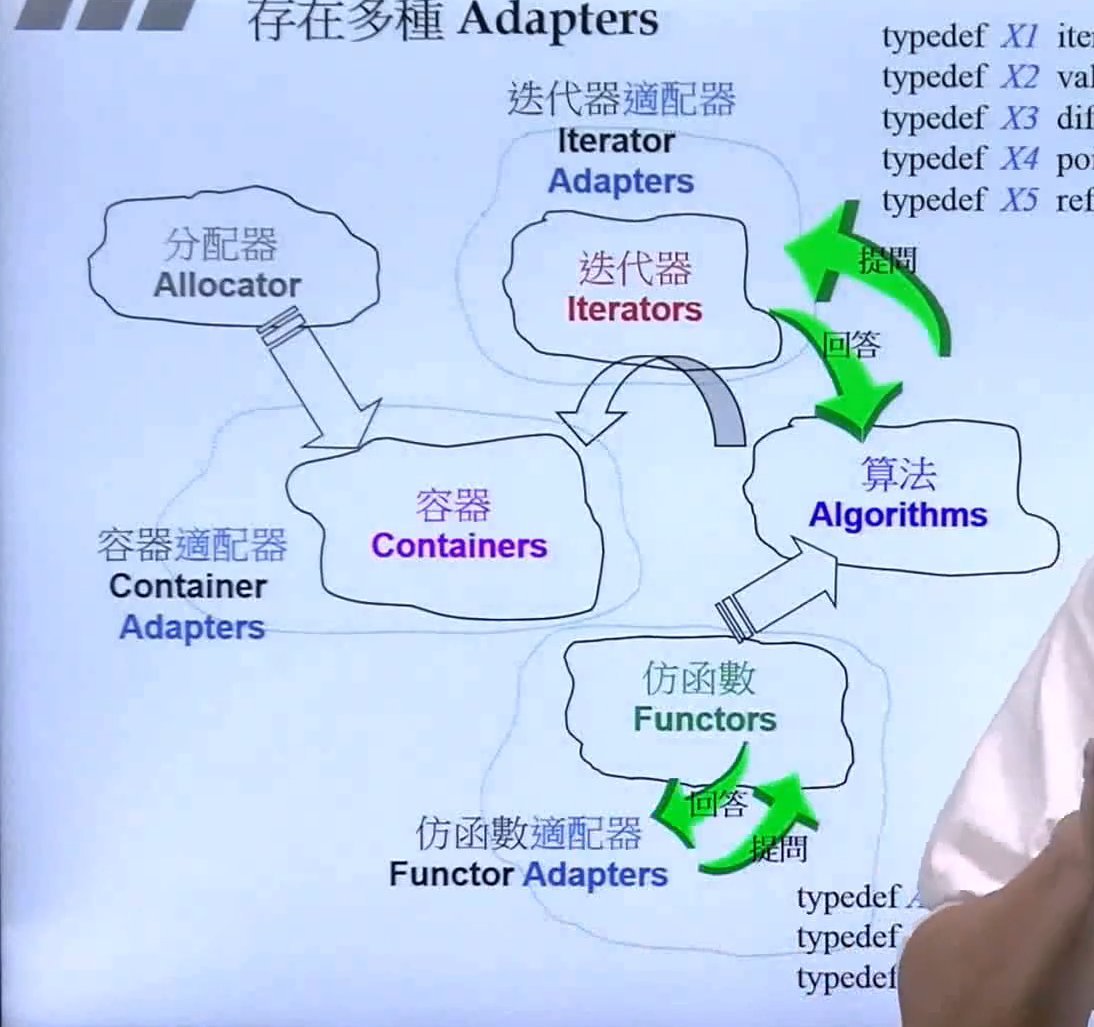 存在多種 Adapters
typedef X1
typedef X2
typedef X3
typedef X4
typedef X5
迭代器適配器
Iterator
Adapters
分配器
Allocator
迭代器
Iterators
提問
回答
算法
Algorithms
容器
Containers
容器適配器
Container
Adapters
仿函數
Functors
回答
提問
仿函數適配器
Functor Adapters
typedef
typedef
typedef